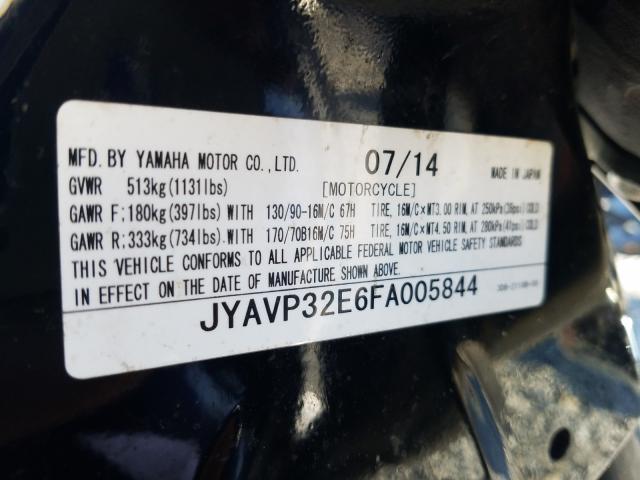 MFD. BY YAMAHA MOTOR CO., LTD. 07/14 MADE IN JAPAN
GVWR 513kg(1131lbs) [MOTORCYCLE]
GAWR F:180kg(397lbs)WITH 130/90-16M/C 67H TIRE, 16M/C×MT3.00 RIM, AT 250kPa(36psi) COLD
GAWR R:333kg(734lbs)WITH 170/70B16M/C 75H TIRE, 16M/C×MT4.50 RIM, AT 280kPa(41psi) COLD
THIS VEHICLE CONFORMS TO ALL APPLICABLE FEDERAL MOTOR VEHICLE SAFETY STANDARDS
IN EFFECT ON THE DATE OF MANUFACTURE SHOWN ABOVE.
JYAVP32E6FA005844